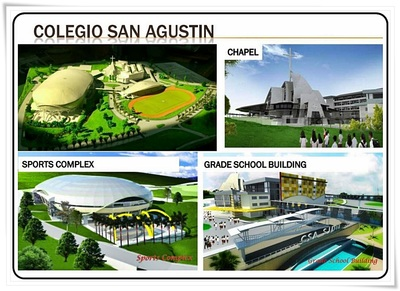 COLEGIO SAN AGUSTIN
CHAPEL
SPORTS COMPLEX
GRADE SCHOOL BUILDING
Sports Complex
Grade School Building